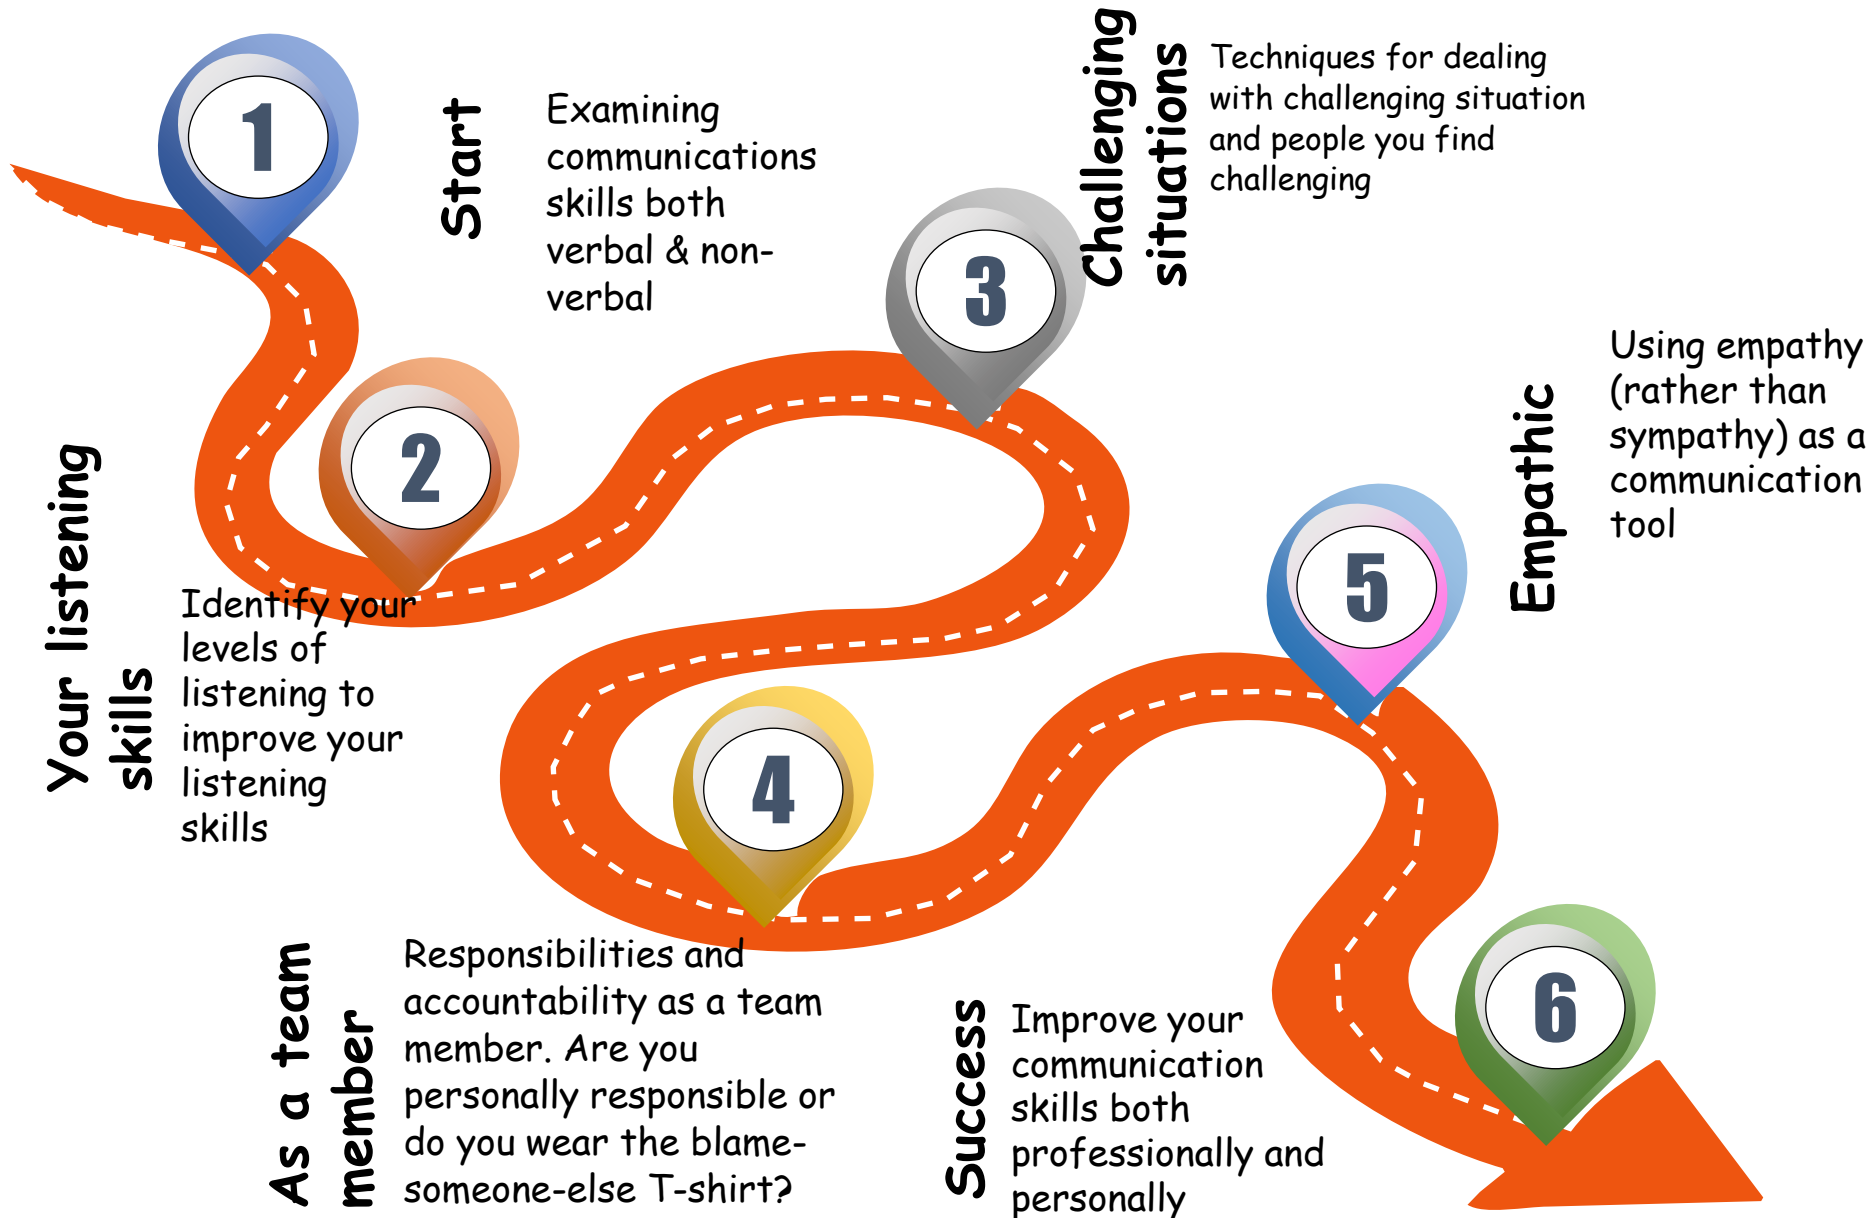 1
Start
Examining
communications
skills both
verbal & non-
verbal
2
Your listening
skills
Identify your
levels of
listening to
improve your
listening
skills
3
Challenging
situations
Techniques for dealing
with challenging situation
and people you find
challenging
4
As a team
member
Responsibilities and
accountability as a team
member. Are you
personally responsible or
do you wear the blame-
someone-else T-shirt?
5
Empathic
Using empathy
(rather than
sympathy) as a
communication
tool
6
Success
Improve your
communication
skills both
professionally and
personally